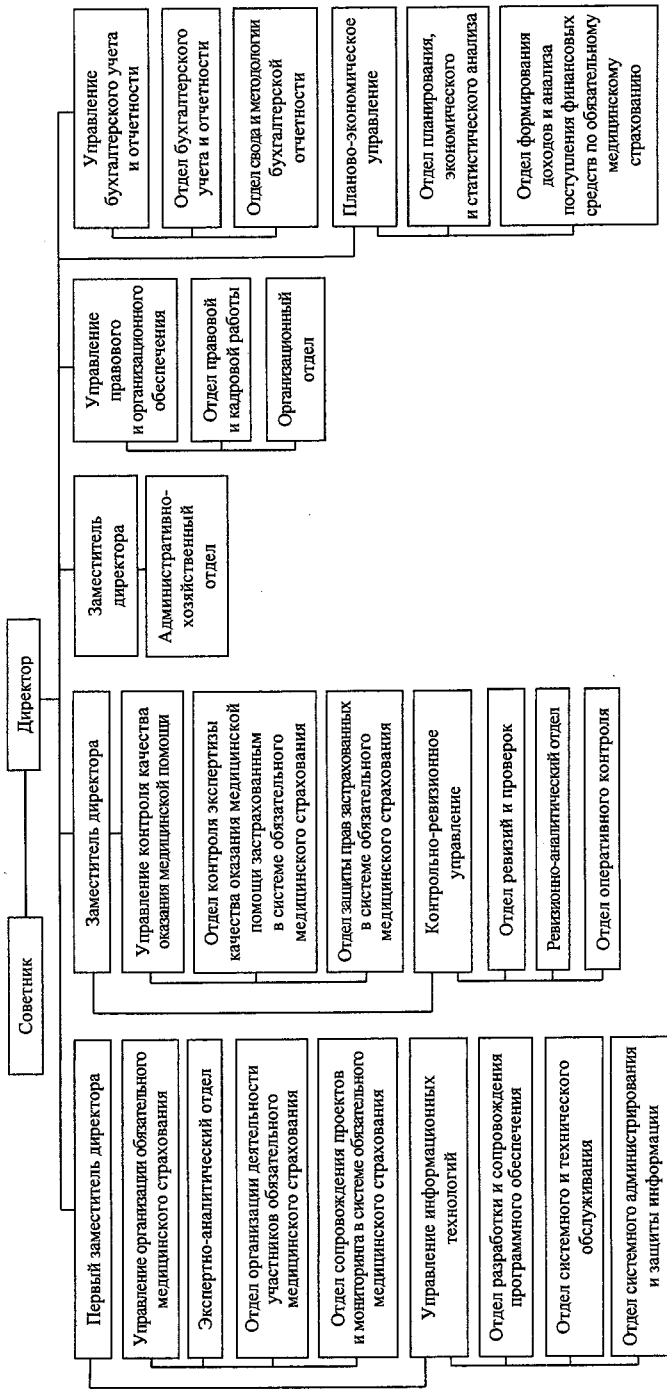 Советник
Директор
Первый заместитель директора
Управление организации обязательного
медицинского страхования
Экспертно-аналитический отдел
Отдел организации деятельности
участников обязательного
медицинского страхования
Отдел сопровождения проектов
и мониторинга в системе обязательного
медицинского страхования
Управление информационных
технологий
Отдел разработки и сопровождения
программного обеспечения
Отдел системного и технического
обслуживания
Отдел системного администрирования
и защиты информации
Заместитель директора
Управление контроля качества
оказания медицинской помощи
Отдел контроля экспертизы
качества оказания медицинской
помощи застрахованным
в системе обязательного
медицинского страхования
Отдел защиты прав застрахованных
в системе обязательного
медицинского страхования
Контрольно-ревизионное
управление
Отдел ревизий и проверок
Ревизионно-аналитический отдел
Отдел оперативного контроля
Заместитель
директора
Административно-
хозяйственный
отдел
Управление
правового
и организационного
обеспечения
Отдел правовой
и кадровой работы
Организационный
отдел
Управление
бухгалтерского учета
и отчетности
Отдел бухгалтерского
учета и отчетности
Отдел свода и методологии
бухгалтерской
отчетности
Планово-экономическое
управление
Отдел планирования,
экономического
и статистического анализа
Отдел формирования
доходов и анализа
поступления финансовых
средств по обязательному
медицинскому
страхованию